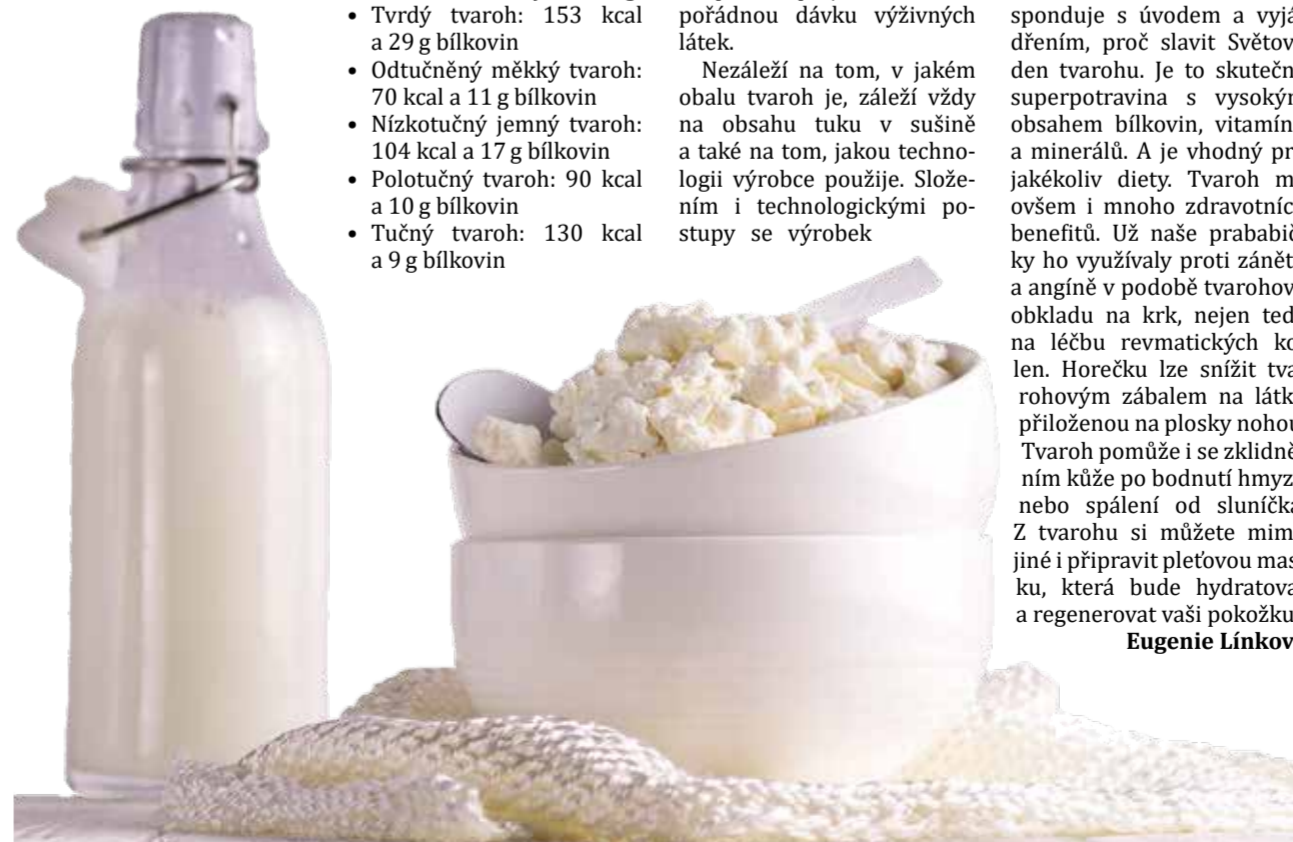 • Tvrdý tvaroh: 153 kcal
a 29 g bílkovin
• Odtučněný měkký tvaroh:
70 kcal a 11 g bílkovin
• Nízkotučný jemný tvaroh:
104 kcal a 17 g bílkovin
• Polotučný tvaroh: 90 kcal
a 10 g bílkovin
• Tučný tvaroh: 130 kcal
a 9 g bílkovin
pořádnou dávku výživných
látek.
Nezáleží na tom, v jakém
obalu tvaroh je, záleží vždy
na obsahu tuku v sušině
a také na tom, jakou techno-
logii výrobce použije. Slože-
ním i technologickými po-
stupy se výrobek
sponduje s úvodem a vyjá
dřením, proč slavit Světov
den tvarohu. Je to skutečn
superpotravina s vysokým
obsahem bílkovin, vitamín
a minerálů. A je vhodný pr
jakékoliv diety. Tvaroh m
ovšem i mnoho zdravotníc
benefitů. Už naše prababič
ky ho využívaly proti zánět
a angíně v podobě tvarohov
obkladu na krk, nejen ted
na léčbu revmatických ko
len. Horečku lze snížit tva
rohovým zábalem na látk
přiloženou na plosky nohou
Tvaroh pomůže i se zklidně
ním kůže po bodnutí hmyz
nebo spálení od sluníčka
Z tvarohu si můžete mim
jiné i připravit pleťovou mas
ku, která bude hydratova
a regenerovat vaši pokožku
Eugenie Línkov